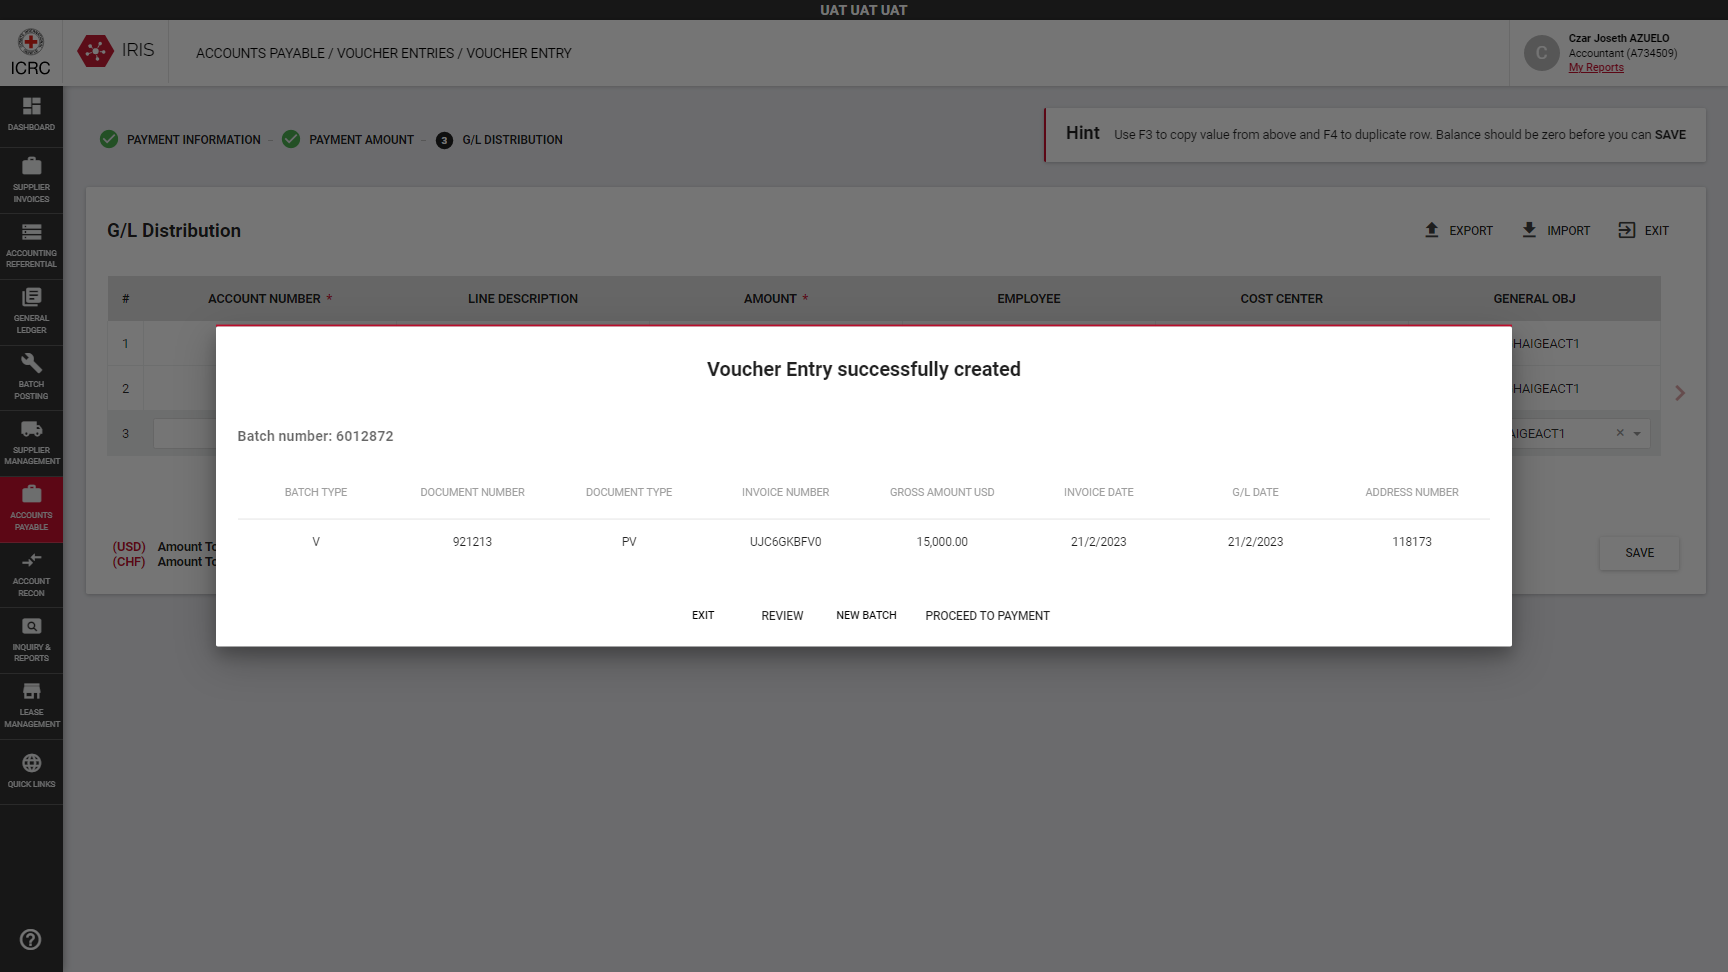 UAT UAT UAT
ICRC
IRIS
ACCOUNTS PAYABLE / VOUCHER ENTRIES / VOUCHER ENTRY
C
Czar Joseth AZUELO
Accountant (A734509)
My Reports
DASHBOARD
SUPPLIER
INVOICES
ACCOUNTING
REFERENTIAL
GENERAL
LEDGER
BATCH
POSTING
SUPPLIER
MANAGEMENT
ACCOUNTS
PAYABLE
ACCOUNT
RECON
INQUIRY &
REPORTS
LEASE
MANAGEMENT
QUICK LINKS
PAYMENT INFORMATION
PAYMENT AMOUNT
3 G/L DISTRIBUTION
Hint Use F3 to copy value from above and F4 to duplicate row. Balance should be zero before you can SAVE
G/L Distribution
EXPORT IMPORT EXIT
# ACCOUNT NUMBER * LINE DESCRIPTION AMOUNT * EMPLOYEE COST CENTER GENERAL OBJ
1 HAIGEACT1
2 HAIGEACT1
3 AIGEACT1
Voucher Entry successfully created
Batch number: 6012872
BATCH TYPE DOCUMENT NUMBER DOCUMENT TYPE INVOICE NUMBER GROSS AMOUNT USD INVOICE DATE G/L DATE ADDRESS NUMBER
V 921213 PV UJC6GKBFV0 15,000.00 21/2/2023 21/2/2023 118173
EXIT REVIEW NEW BATCH PROCEED TO PAYMENT
(USD) Amount To
(CHF) Amount To
SAVE